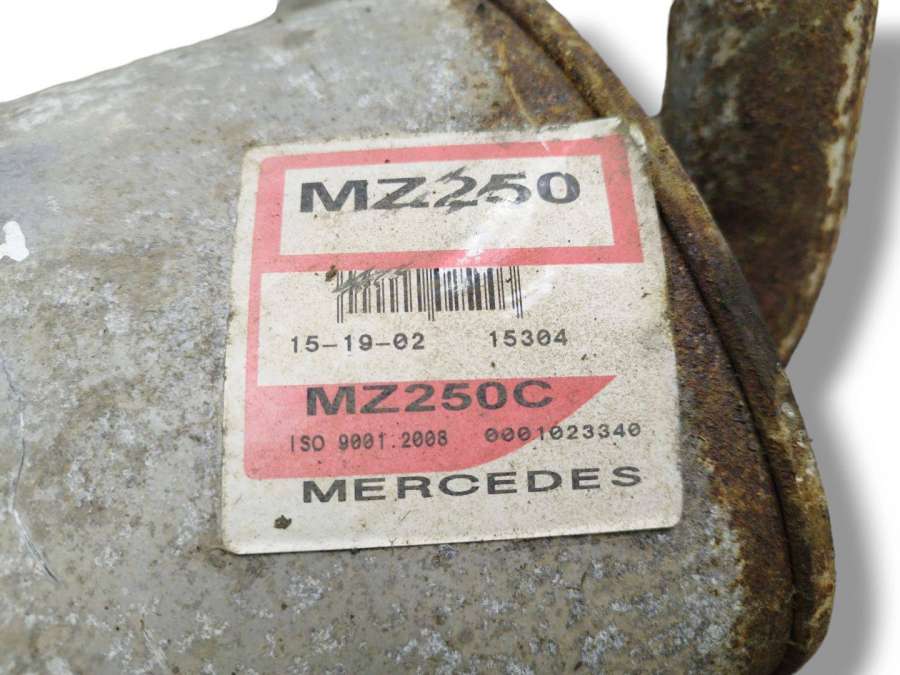 MZ250
15-19-02 15304
MZ250C
ISO 9001:2008 0001023340
MERCEDES